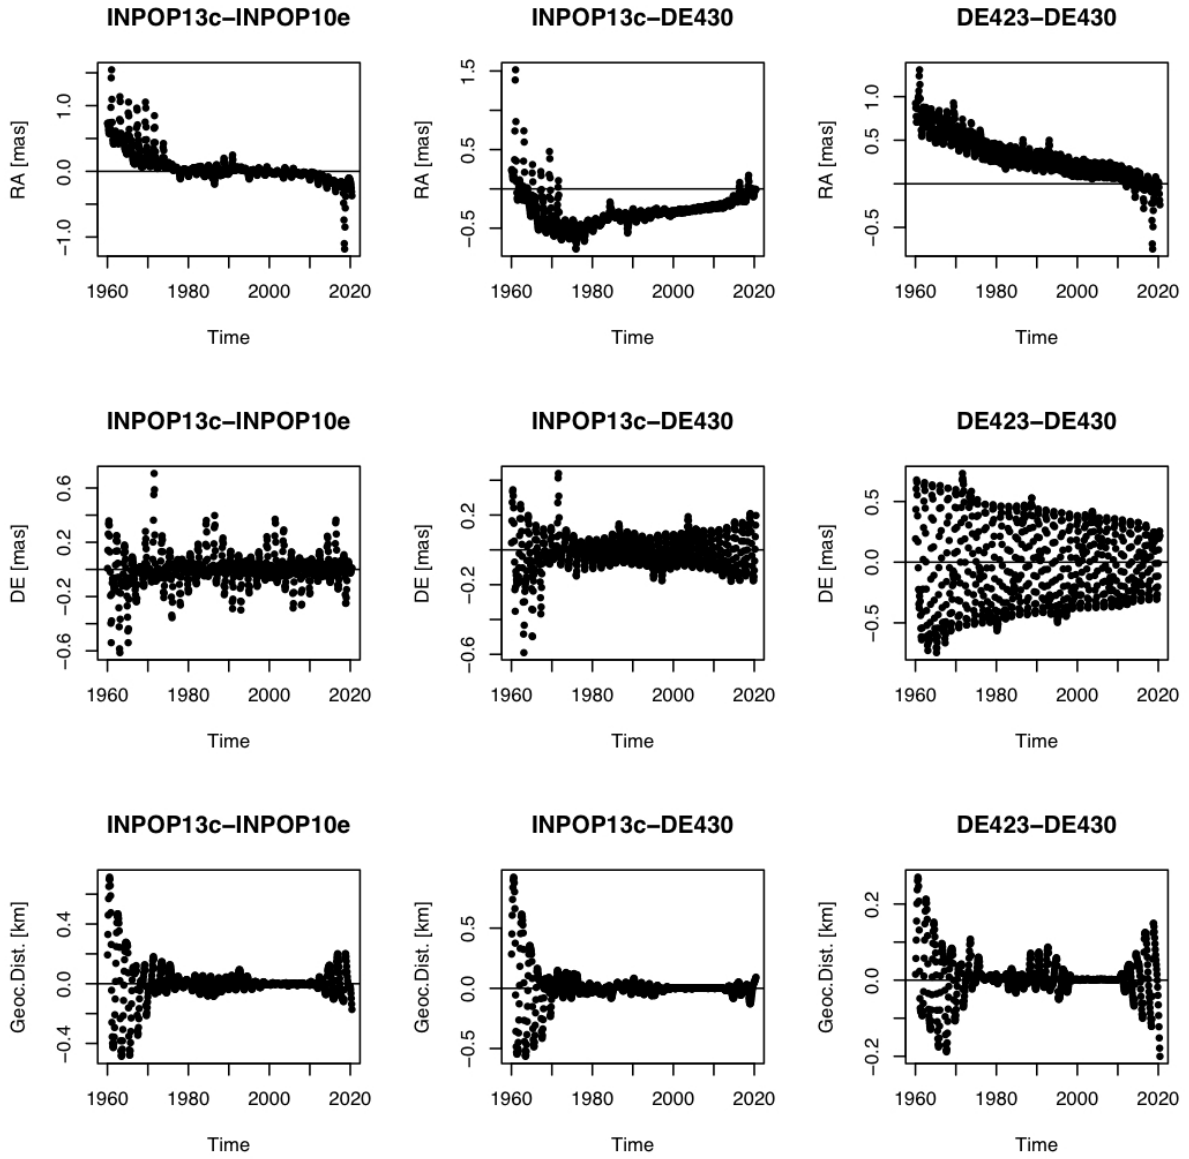 INPOP13c−INPOP10e
RA [mas]
1.0
0.0
−1.0
1960 1980 2000 2020
Time
INPOP13c−DE430
RA [mas]
1.5
0.5
−0.5
1960 1980 2000 2020
Time
DE423−DE430
RA [mas]
1.0
0.5
−0.5
1960 1980 2000 2020
Time
INPOP13c−INPOP10e
DE [mas]
0.6
0.2
−0.2
−0.6
1960 1980 2000 2020
Time
INPOP13c−DE430
DE [mas]
0.2
−0.2
−0.6
1960 1980 2000 2020
Time
DE423−DE430
DE [mas]
0.5
0.0
−0.5
1960 1980 2000 2020
Time
INPOP13c−INPOP10e
Geoc.Dist. [km]
0.4
0.0
−0.4
1960 1980 2000 2020
Time
INPOP13c−DE430
Geoc.Dist. [km]
0.5
0.0
−0.5
1960 1980 2000 2020
Time
DE423−DE430
Geoc.Dist. [km]
0.2
0.0
−0.2
1960 1980 2000 2020
Time